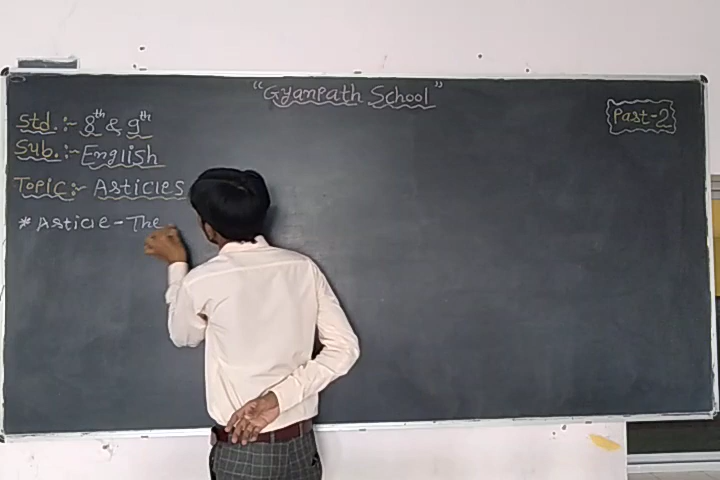 "Gyanpath School"
Part-2
Std. :- 8th & 9th
Sub. :- English
Topic :- Articles
* Article - The